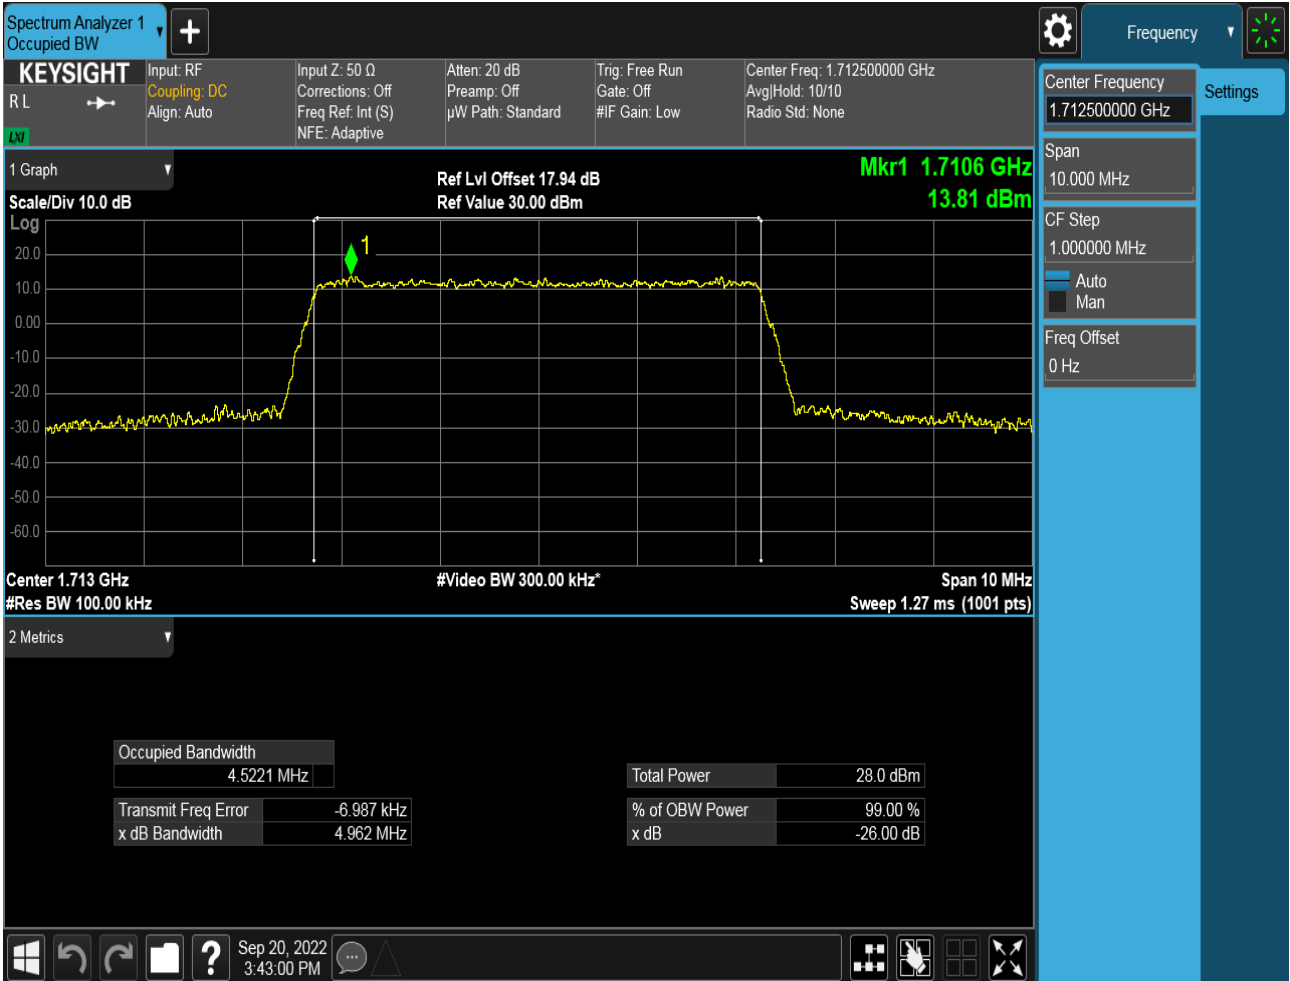 Spectrum Analyzer 1
Occupied BW
Frequency
KEYSIGHT
R L
LXI
Input: RF
Coupling: DC
Align: Auto
Input Z: 50 Ω
Corrections: Off
Freq Ref: Int (S)
NFE: Adaptive
Atten: 20 dB
Preamp: Off
µW Path: Standard
Trig: Free Run
Gate: Off
#IF Gain: Low
Center Freq: 1.712500000 GHz
Avg|Hold: 10/10
Radio Std: None
Center Frequency
1.712500000 GHz
Settings
Span
10.000 MHz
CF Step
1.000000 MHz
Auto
Man
Freq Offset
0 Hz
1 Graph
Scale/Div 10.0 dB
Log
Ref Lvl Offset 17.94 dB
Ref Value 30.00 dBm
Mkr1 1.7106 GHz
13.81 dBm
1
20.0
10.0
0.00
-10.0
-20.0
-30.0
-40.0
-50.0
-60.0
Center 1.713 GHz
#Video BW 300.00 kHz*
Span 10 MHz
#Res BW 100.00 kHz
Sweep 1.27 ms (1001 pts)
2 Metrics
Occupied Bandwidth
4.5221 MHz
Total Power 28.0 dBm
Transmit Freq Error -6.987 kHz
% of OBW Power 99.00 %
x dB Bandwidth 4.962 MHz
x dB -26.00 dB
?
Sep 20, 2022
3:43:00 PM